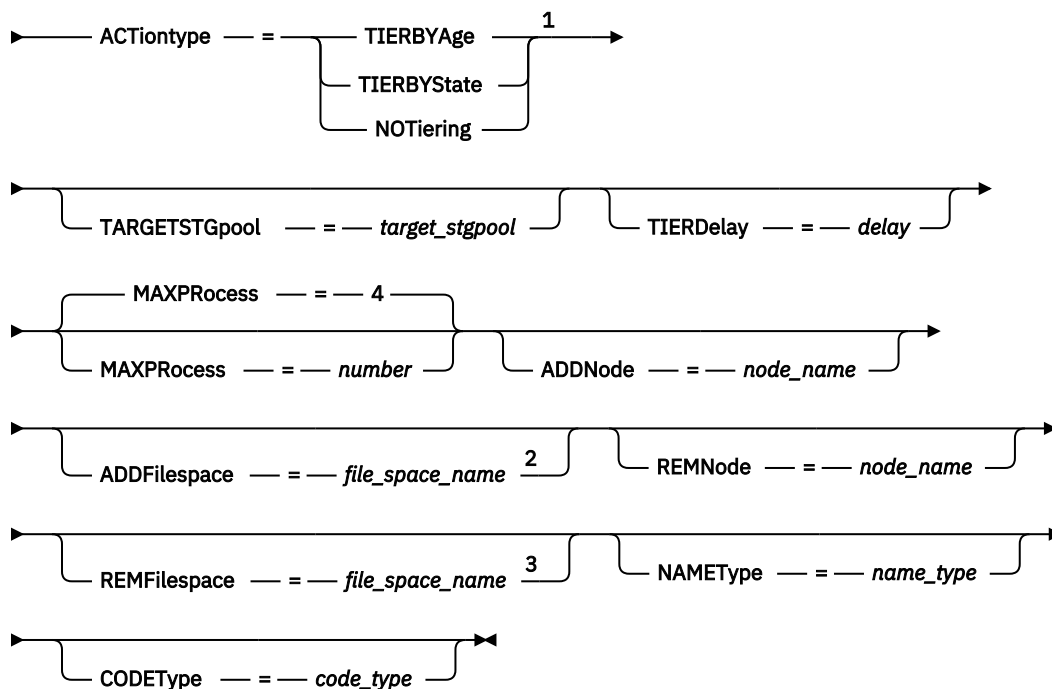 ACTiontype = TIERBYAge 1
TIERBYState
NOTiering
TARGETSTGpool = target_stgpool TIERDelay = delay
MAXPRocess = 4
MAXPRocess = number ADDNode = node_name
ADDFilespace = file_space_name 2 REMNode = node_name
REMFilespace = file_space_name 3 NAMEType = name_type
CODEType = code_type